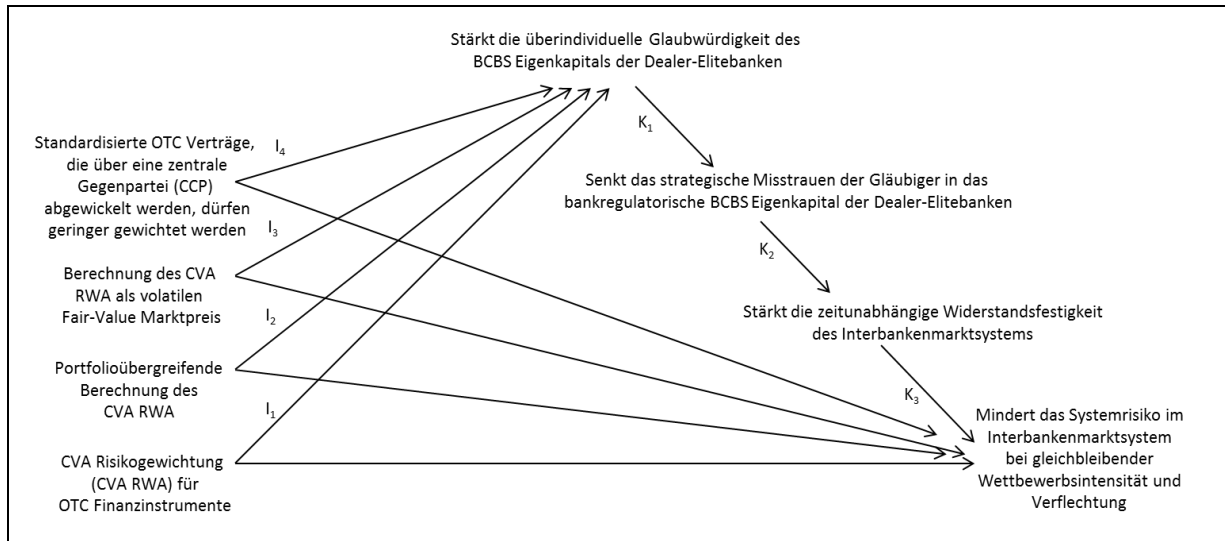 Stärkt die überindividuelle Glaubwürdigkeit des
BCBS Eigenkapitals der Dealer-Elitebanken
K1
Standardisierte OTC Verträge,
die über eine zentrale
Gegenpartei (CCP)
abgewickelt werden, dürfen
geringer gewichtet werden
I4
Senkt das strategische Misstrauen der Gläubiger in das
bankregulatorische BCBS Eigenkapital der Dealer-Elitebanken
I3
K2
Berechnung des CVA
RWA als volatilen
Fair-Value Marktpreis
Stärkt die zeitunabhängige Widerstandsfestigkeit
des Interbankenmarktsystems
I2
Portfolioübergreifende
Berechnung des
CVA RWA
K3
I1
Mindert das Systemrisiko im
Interbankenmarktsystem
bei gleichbleibender
Wettbewerbsintensität und
Verflechtung
CVA Risikogewichtung
(CVA RWA) für
OTC Finanzinstrumente